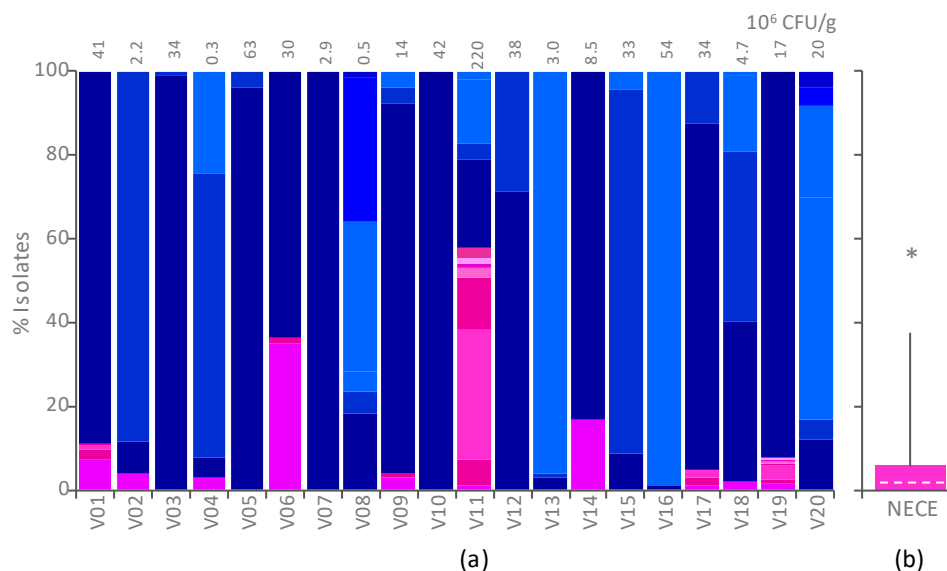 10⁶ CFU/g
41 2.2 34 0.3 63 30 2.9 0.5 14 42 220 38 3.0 8.5 33 54 34 4.7 17 20
100
80
60
40
20
0
% Isolates
*
V01 V02 V03 V04 V05 V06 V07 V08 V09 V10 V11 V12 V13 V14 V15 V16 V17 V18 V19 V20 NECE
(a) (b)